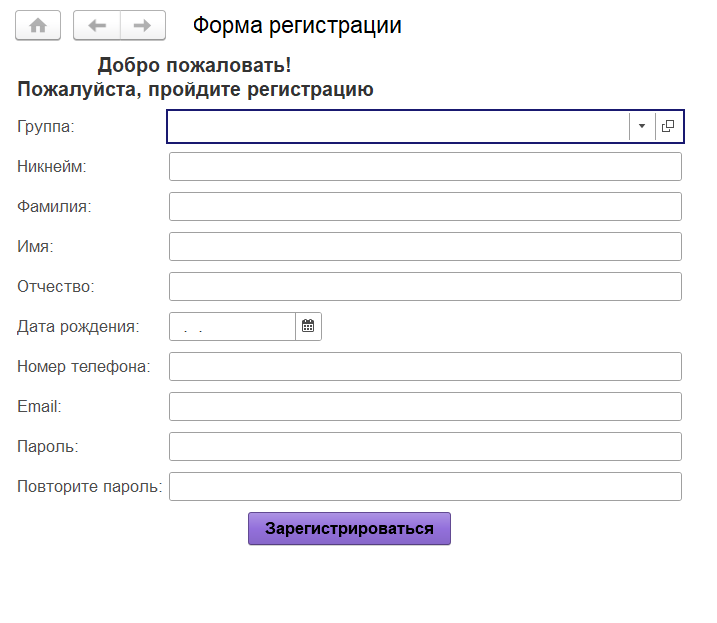 Форма регистрации
Добро пожаловать!
Пожалуйста, пройдите регистрацию
Группа:
Никнейм:
Фамилия:
Имя:
Отчество:
Дата рождения: . .
Номер телефона:
Email:
Пароль:
Повторите пароль:
Зарегистрироваться